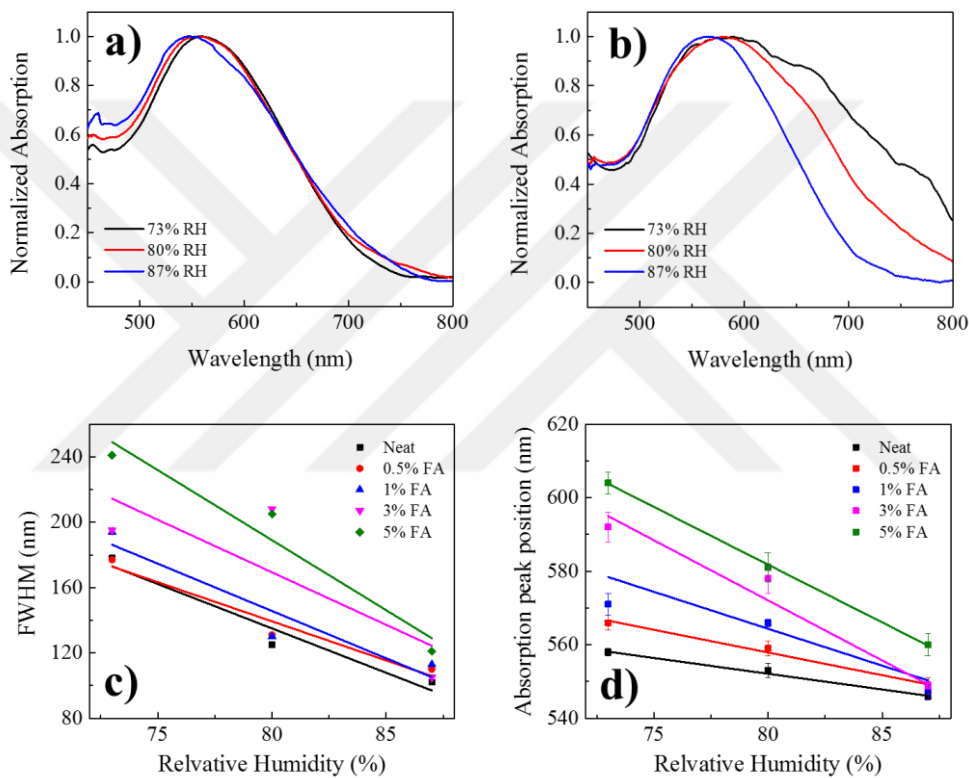 a)
1.0
0.8
0.6
0.4
0.2
0.0
Normalized Absorption
73% RH
80% RH
87% RH
500 600 700 800
Wavelength (nm)
b)
1.0
0.8
0.6
0.4
0.2
0.0
Normalized Absorption
73% RH
80% RH
87% RH
500 600 700 800
Wavelength (nm)
c)
240
200
160
120
80
FWHM (nm)
Neat
0.5% FA
1% FA
3% FA
5% FA
75 80 85
Relvative Humidity (%)
d)
620
600
580
560
540
Absorption peak position (nm)
Neat
0.5% FA
1% FA
3% FA
5% FA
75 80 85
Relvative Humidity (%)